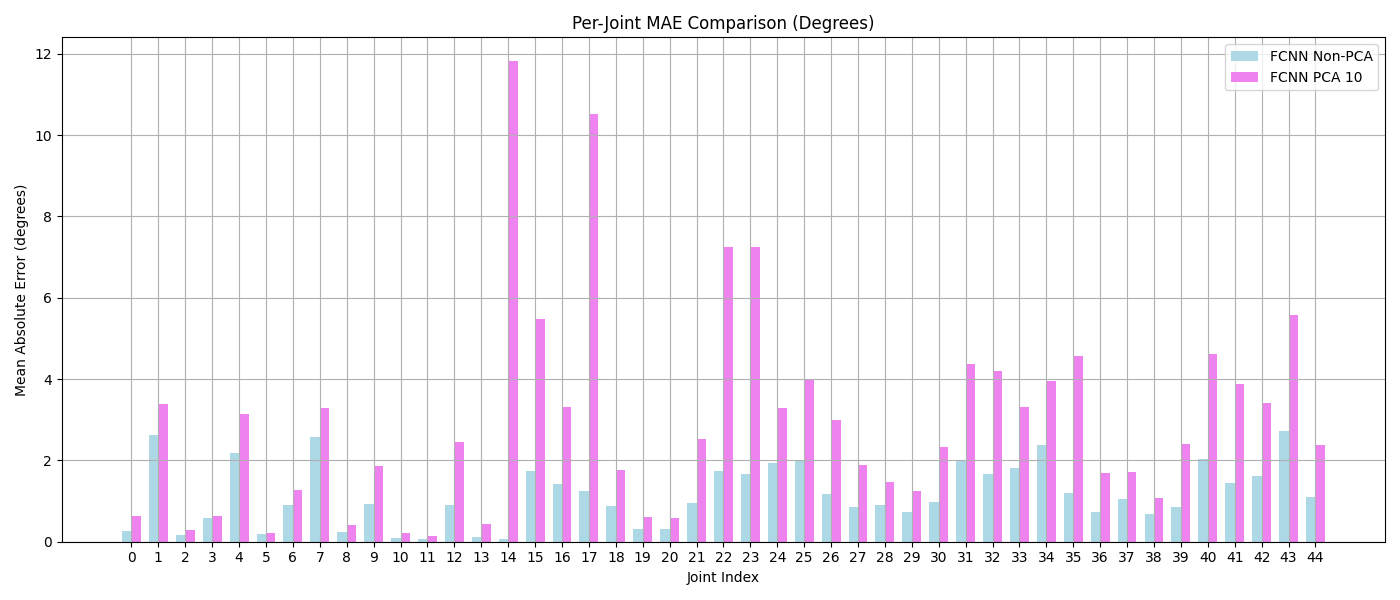 Per-Joint MAE Comparison (Degrees)
FCNN Non-PCA
FCNN PCA 10
Mean Absolute Error (degrees)
12
10
8
6
4
2
0
0 1 2 3 4 5 6 7 8 9 10 11 12 13 14 15 16 17 18 19 20 21 22 23 24 25 26 27 28 29 30 31 32 33 34 35 36 37 38 39 40 41 42 43 44
Joint Index